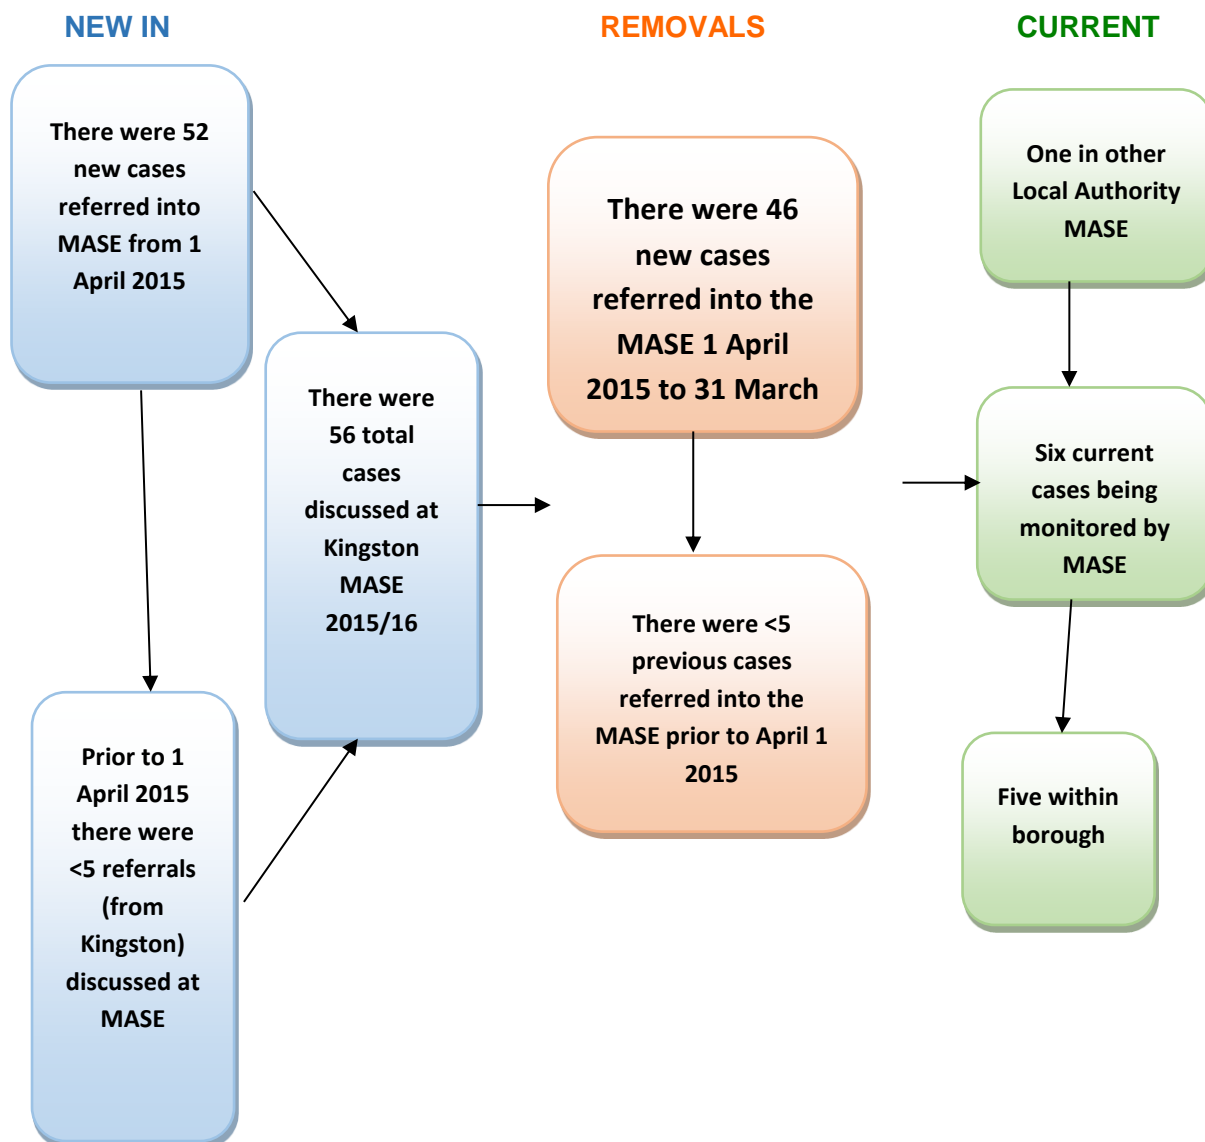 NEW IN
There were 52
new cases
referred into
MASE from 1
April 2015
There were
56 total
cases
discussed at
Kingston
MASE
2015/16
Prior to 1
April 2015
there were
<5 referrals
(from
Kingston)
discussed at
MASE
REMOVALS
There were 46
new cases
referred into the
MASE 1 April
2015 to 31 March
There were <5
previous cases
referred into the
MASE prior to April 1
2015
CURRENT
One in other
Local Authority
MASE
Six current
cases being
monitored by
MASE
Five within
borough